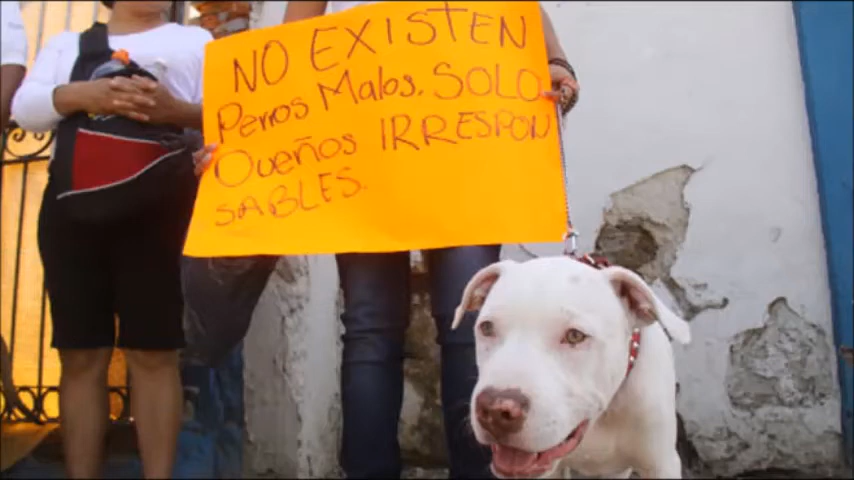 NO EXISTEN
Perros Malos. SOLO
Dueños IRRESPON
SABLES.